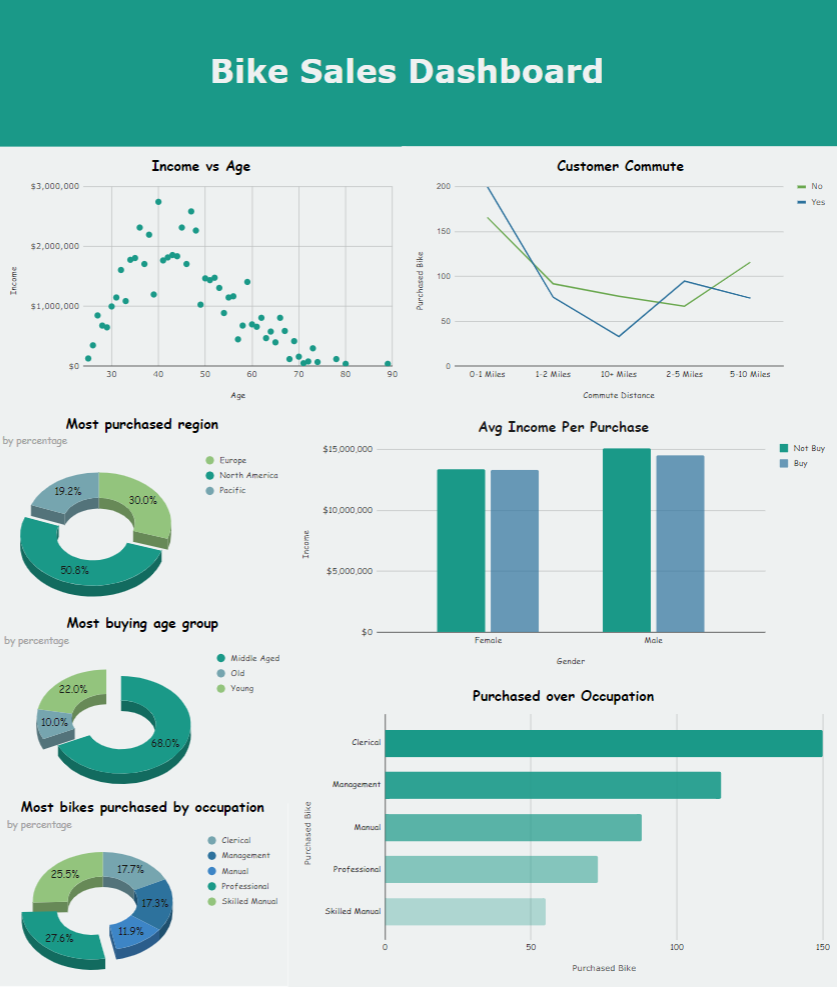 Bike Sales Dashboard
Income vs Age
$3,000,000
$2,000,000
$1,000,000
$0
Income
30
40
50
60
70
80
90
Age
Customer Commute
No
Yes
200
150
100
50
0
Purchased Bike
0-1 Miles
1-2 Miles
10+ Miles
2-5 Miles
5-10 Miles
Commute Distance
Most purchased region
by percentage
Europe
North America
Pacific
19.2%
30.0%
50.8%
Avg Income Per Purchase
Not Buy
Buy
$15,000,000
$10,000,000
$5,000,000
$0
Income
Female
Male
Gender
Most buying age group
by percentage
Middle Aged
Old
Young
22.0%
10.0%
68.0%
Most bikes purchased by occupation
by percentage
Clerical
Management
Manual
Professional
Skilled Manual
25.5%
17.7%
17.3%
11.9%
27.6%
Purchased over Occupation
Clerical
Management
Manual
Professional
Skilled Manual
Purchased Bike
0
50
100
150
Purchased Bike